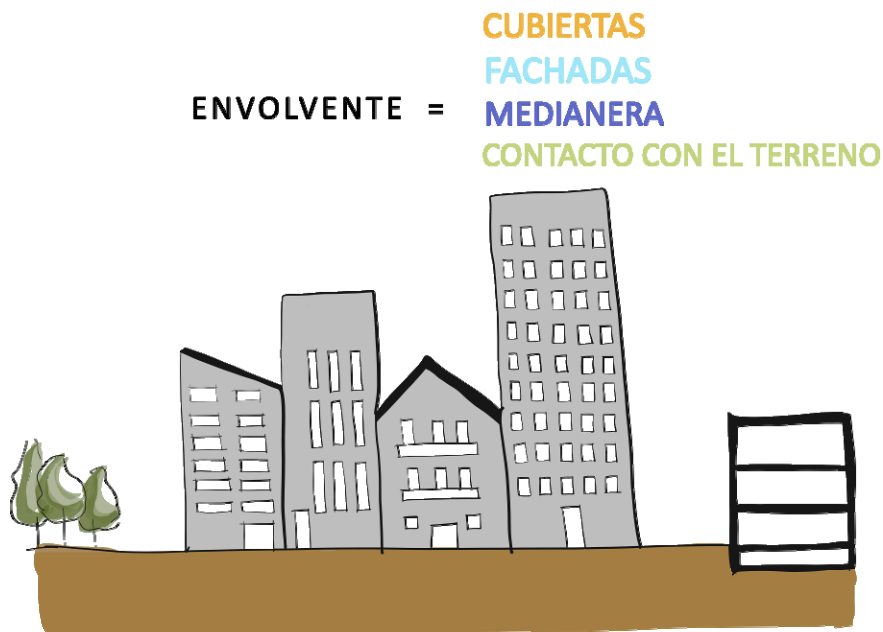 CUBIERTAS
FACHADAS
ENVOLVENTE = MEDIANERA
CONTACTO CON EL TERRENO